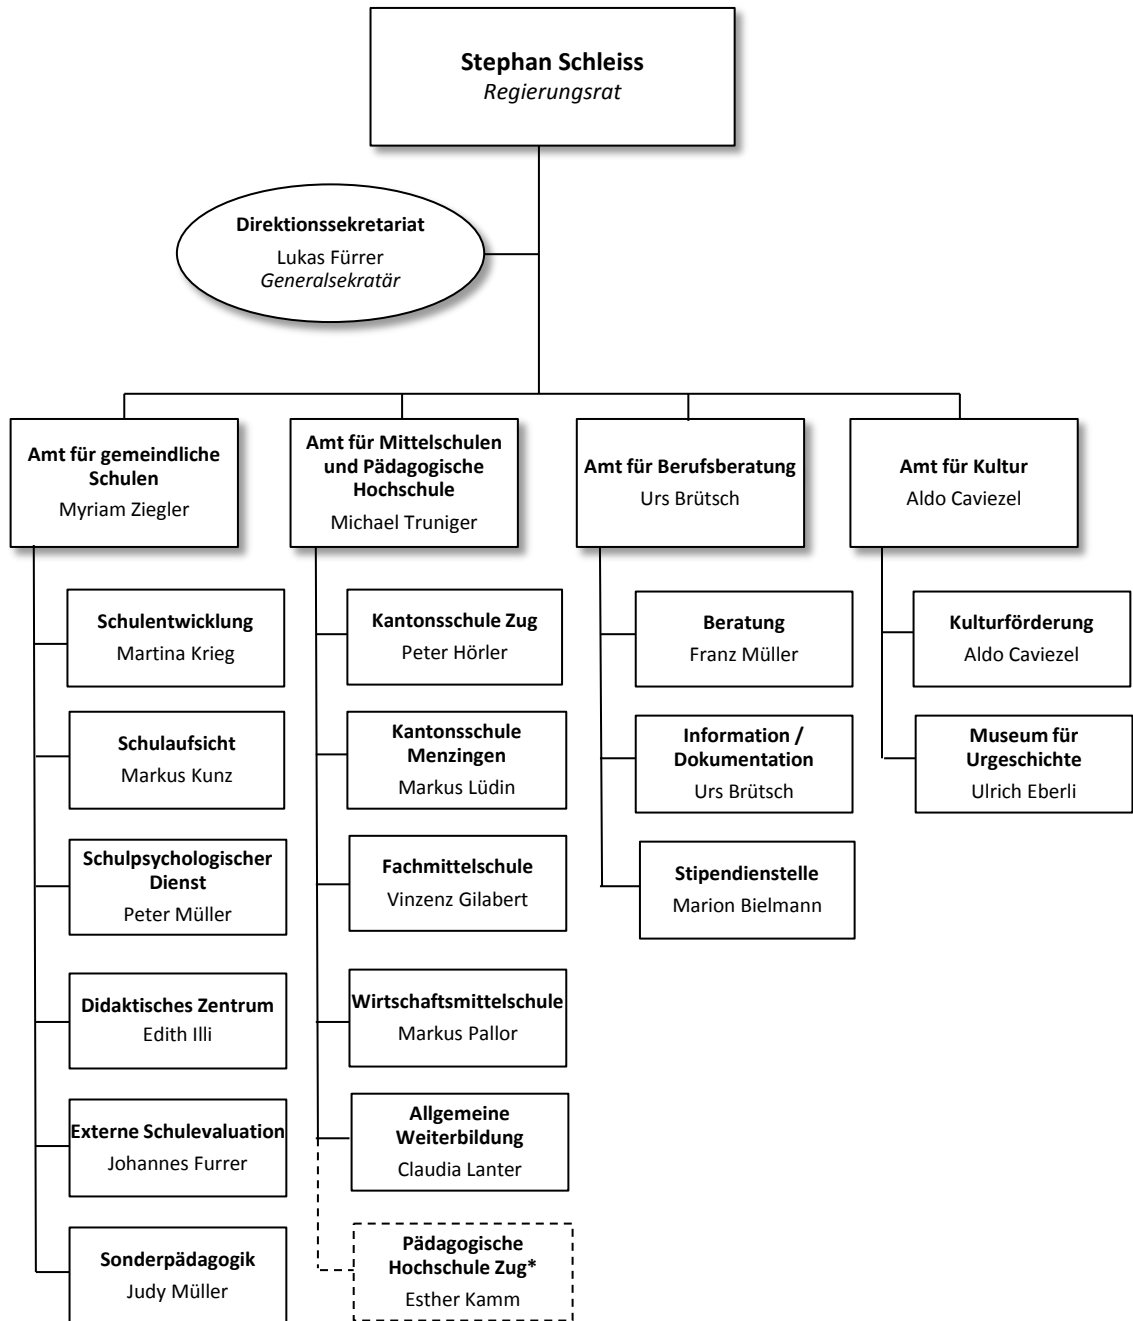 Stephan Schleiss
Regierungsrat
Direktionssekretariat
Lukas Fürrer
Generalsekratär
Amt für gemeindliche
Schulen
Myriam Ziegler
Schulentwicklung
Martina Krieg
Schulaufsicht
Markus Kunz
Schulpsychologischer
Dienst
Peter Müller
Didaktisches Zentrum
Edith Illi
Externe Schulevaluation
Johannes Furrer
Sonderpädagogik
Judy Müller
Amt für Mittelschulen
und Pädagogische
Hochschule
Michael Truniger
Kantonsschule Zug
Peter Hörler
Kantonsschule
Menzingen
Markus Lüdin
Fachmittelschule
Vinzenz Gilabert
Wirtschaftsmittelschule
Markus Pallor
Allgemeine
Weiterbildung
Claudia Lanter
Pädagogische
Hochschule Zug*
Esther Kamm
Amt für Berufsberatung
Urs Brütsch
Beratung
Franz Müller
Information /
Dokumentation
Urs Brütsch
Stipendienstelle
Marion Bielmann
Amt für Kultur
Aldo Caviezel
Kulturförderung
Aldo Caviezel
Museum für
Urgeschichte
Ulrich Eberli